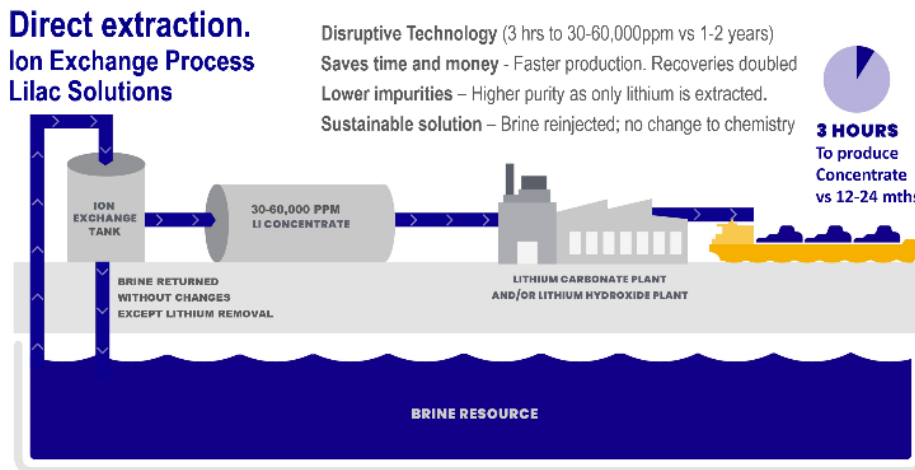 Direct extraction.
Ion Exchange Process
Lilac Solutions
Disruptive Technology (3 hrs to 30-60,000ppm vs 1-2 years)
Saves time and money - Faster production. Recoveries doubled
Lower impurities – Higher purity as only lithium is extracted.
Sustainable solution – Brine reinjected; no change to chemistry
3 HOURS
To produce
Concentrate
vs 12-24 mths
ION
EXCHANGE
TANK
30-60,000 PPM
LI CONCENTRATE
LITHIUM CARBONATE PLANT
AND/OR LITHIUM HYDROXIDE PLANT
BRINE RETURNED
WITHOUT CHANGES
EXCEPT LITHIUM REMOVAL
BRINE RESOURCE